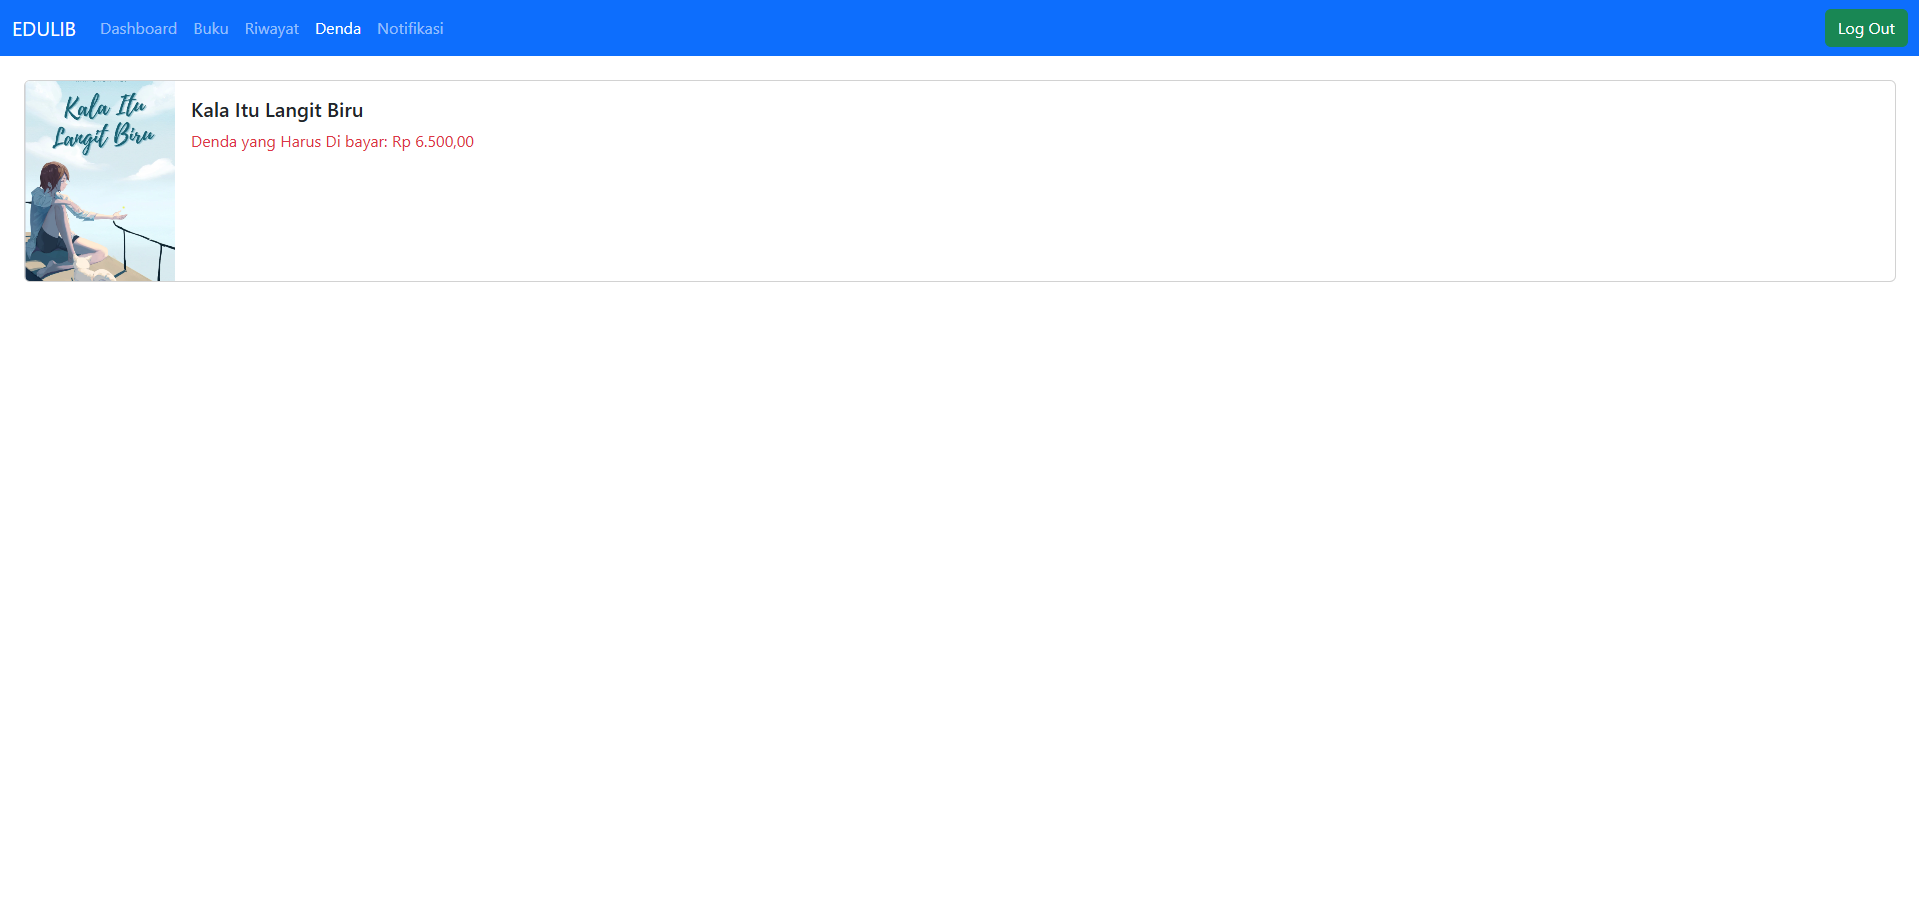 EDULIB Dashboard Buku Riwayat Denda Notifikasi Log Out
Kala Itu
Langit Biru
Kala Itu Langit Biru
Denda yang Harus Di bayar: Rp 6.500,00